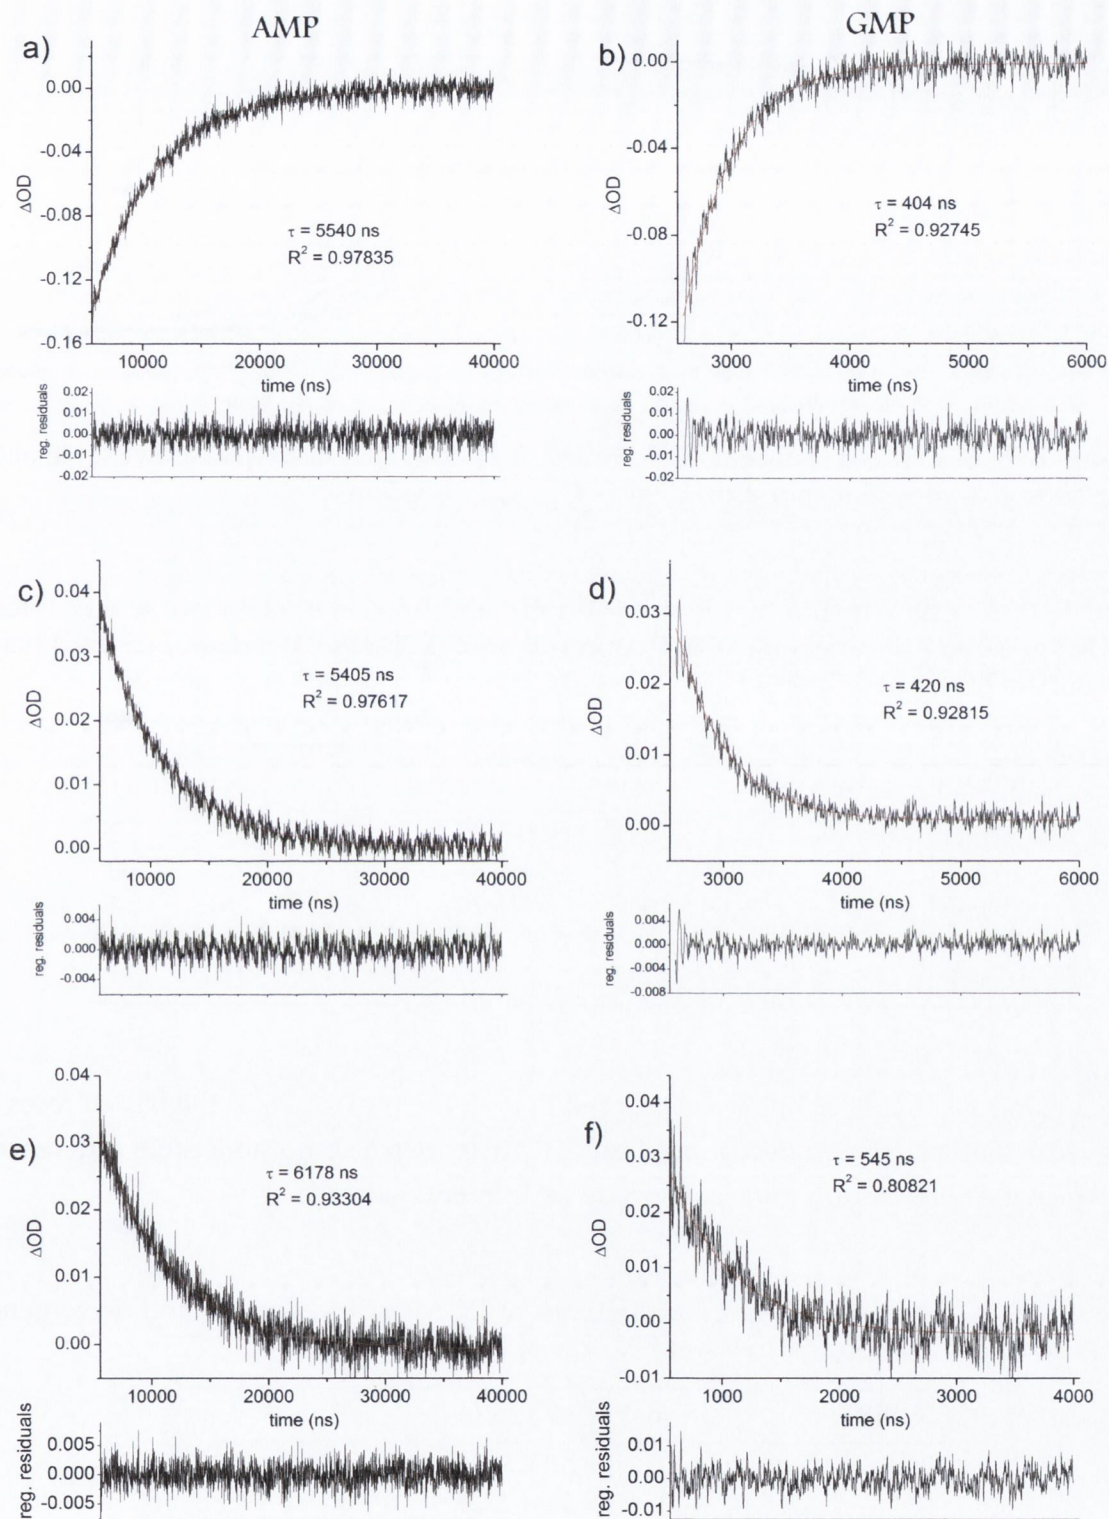 AMP
GMP
a)
0.00
-0.04
-0.08
-0.12
-0.16
ΔOD
τ = 5540 ns
R² = 0.97835
10000 20000 30000 40000
time (ns)
reg. residuals
0.02
0.01
0.00
-0.01
-0.02
b)
0.00
-0.04
-0.08
-0.12
ΔOD
τ = 404 ns
R² = 0.92745
3000 4000 5000 6000
time (ns)
reg. residuals
0.02
0.01
0.00
-0.01
-0.02
c)
0.04
0.03
0.02
0.01
0.00
ΔOD
τ = 5405 ns
R² = 0.97617
10000 20000 30000 40000
time (ns)
reg. residuals
0.004
0.000
-0.004
d)
0.03
0.02
0.01
0.00
ΔOD
τ = 420 ns
R² = 0.92815
3000 4000 5000 6000
time (ns)
reg. residuals
0.004
0.000
-0.004
-0.008
e)
0.04
0.03
0.02
0.01
0.00
ΔOD
τ = 6178 ns
R² = 0.93304
10000 20000 30000 40000
time (ns)
reg. residuals
0.005
0.000
-0.005
f)
0.04
0.03
0.02
0.01
0.00
-0.01
ΔOD
τ = 545 ns
R² = 0.80821
1000 2000 3000 4000
time (ns)
reg. residuals
0.01
0.00
-0.01